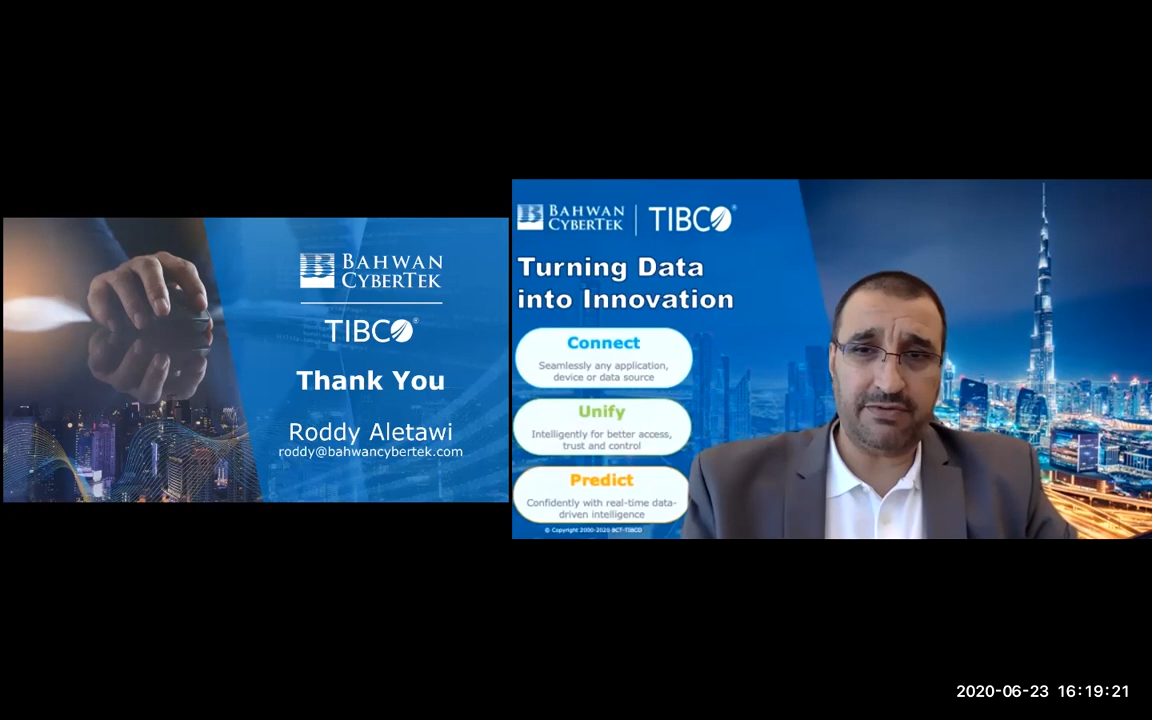 BAHWAN
CYBERTEK
TIBCO®
Thank You
Roddy Aletawi
roddy@bahwancybertek.com
BAHWAN
CYBERTEK
TIBCO®
Turning Data
into Innovation
Connect
Seamlessly any application,
device or data source
Unify
Intelligently for better access,
trust and control
Predict
Confidently with real-time data-
driven intelligence
© Copyright 2000-2020 BCT-TIBCO
2020-06-23 16:19:21